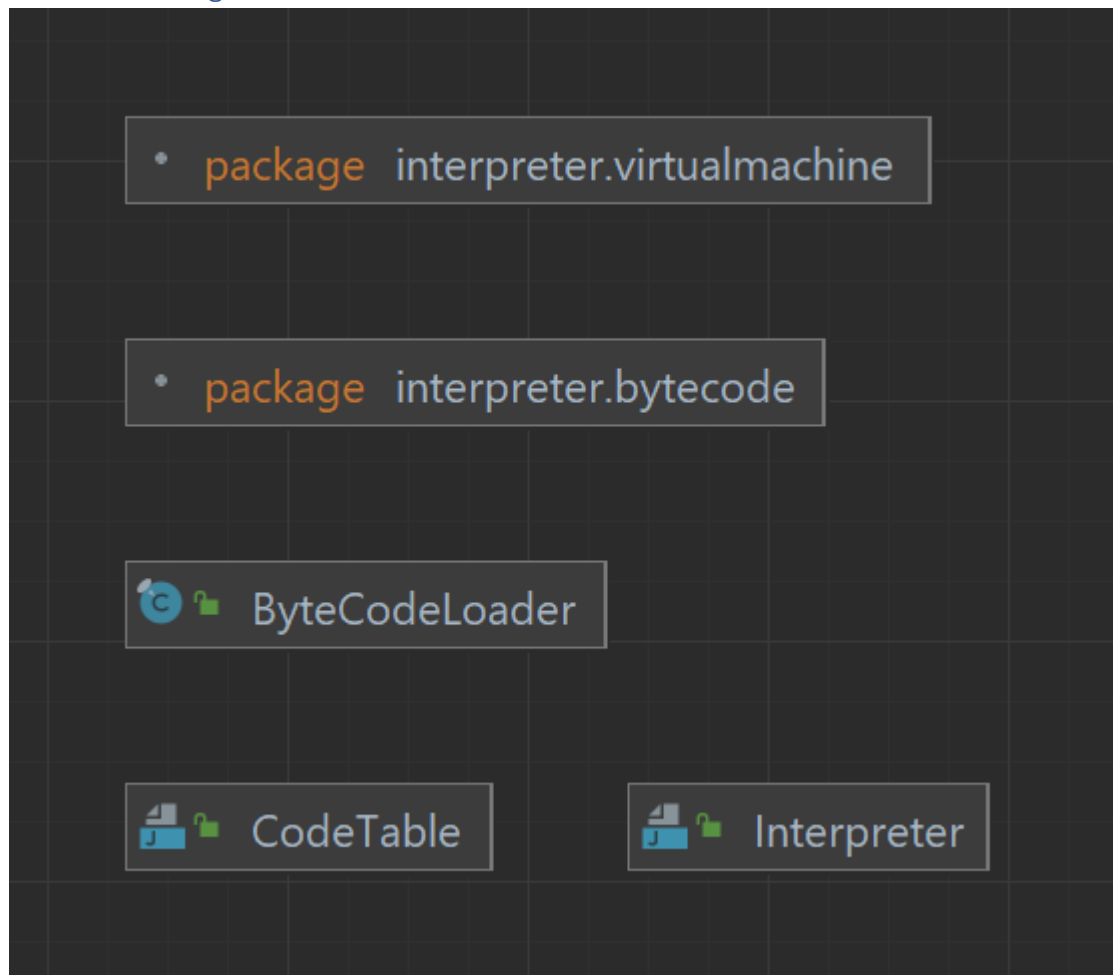 package interpreter.virtualmachine
package interpreter.bytecode
C ByteCodeLoader
J CodeTable J Interpreter